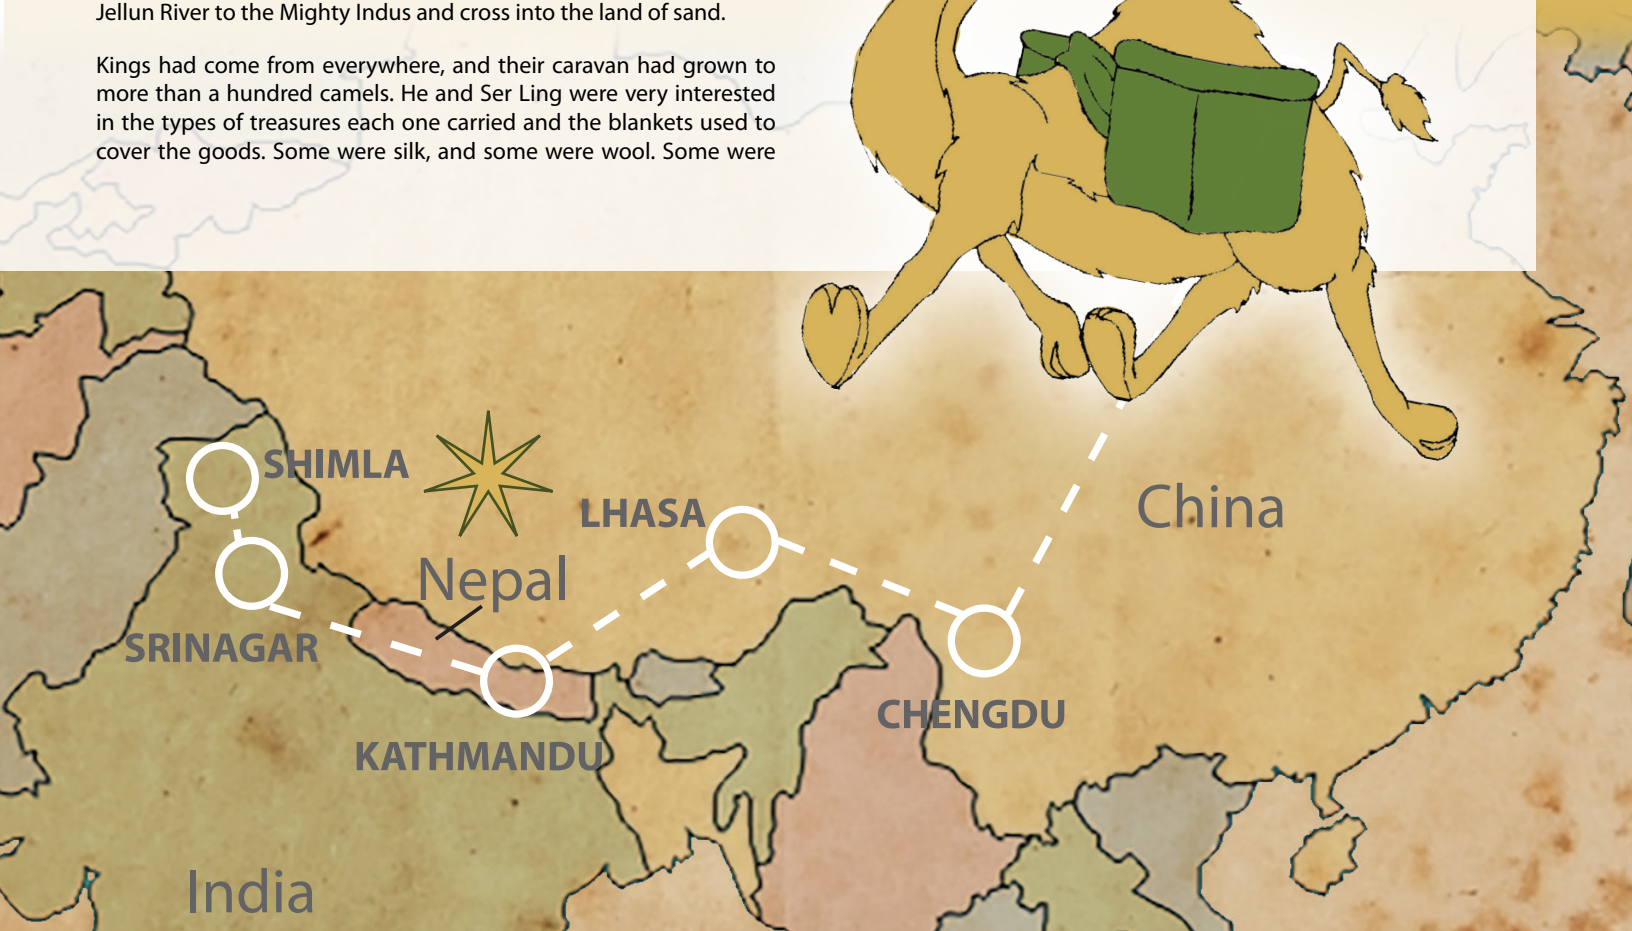 Jellun River to the Mighty Indus and cross into the land of sand.
Kings had come from everywhere, and their caravan had grown to
more than a hundred camels. He and Ser Ling were very interested
in the types of treasures each one carried and the blankets used to
cover the goods. Some were silk, and some were wool. Some were
SHIMLA
LHASA
China
Nepal
SRINAGAR
CHENGDU
KATHMANDU
India